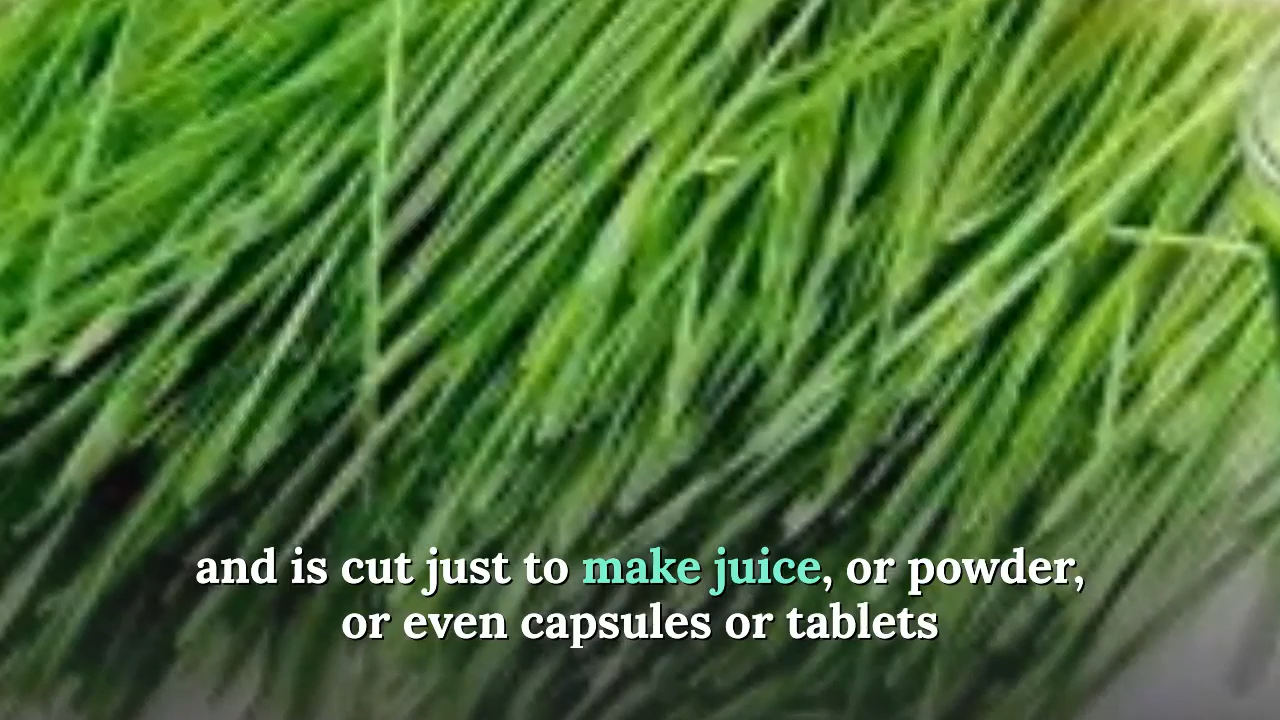 and is cut just to make juice, or powder,
or even capsules or tablets